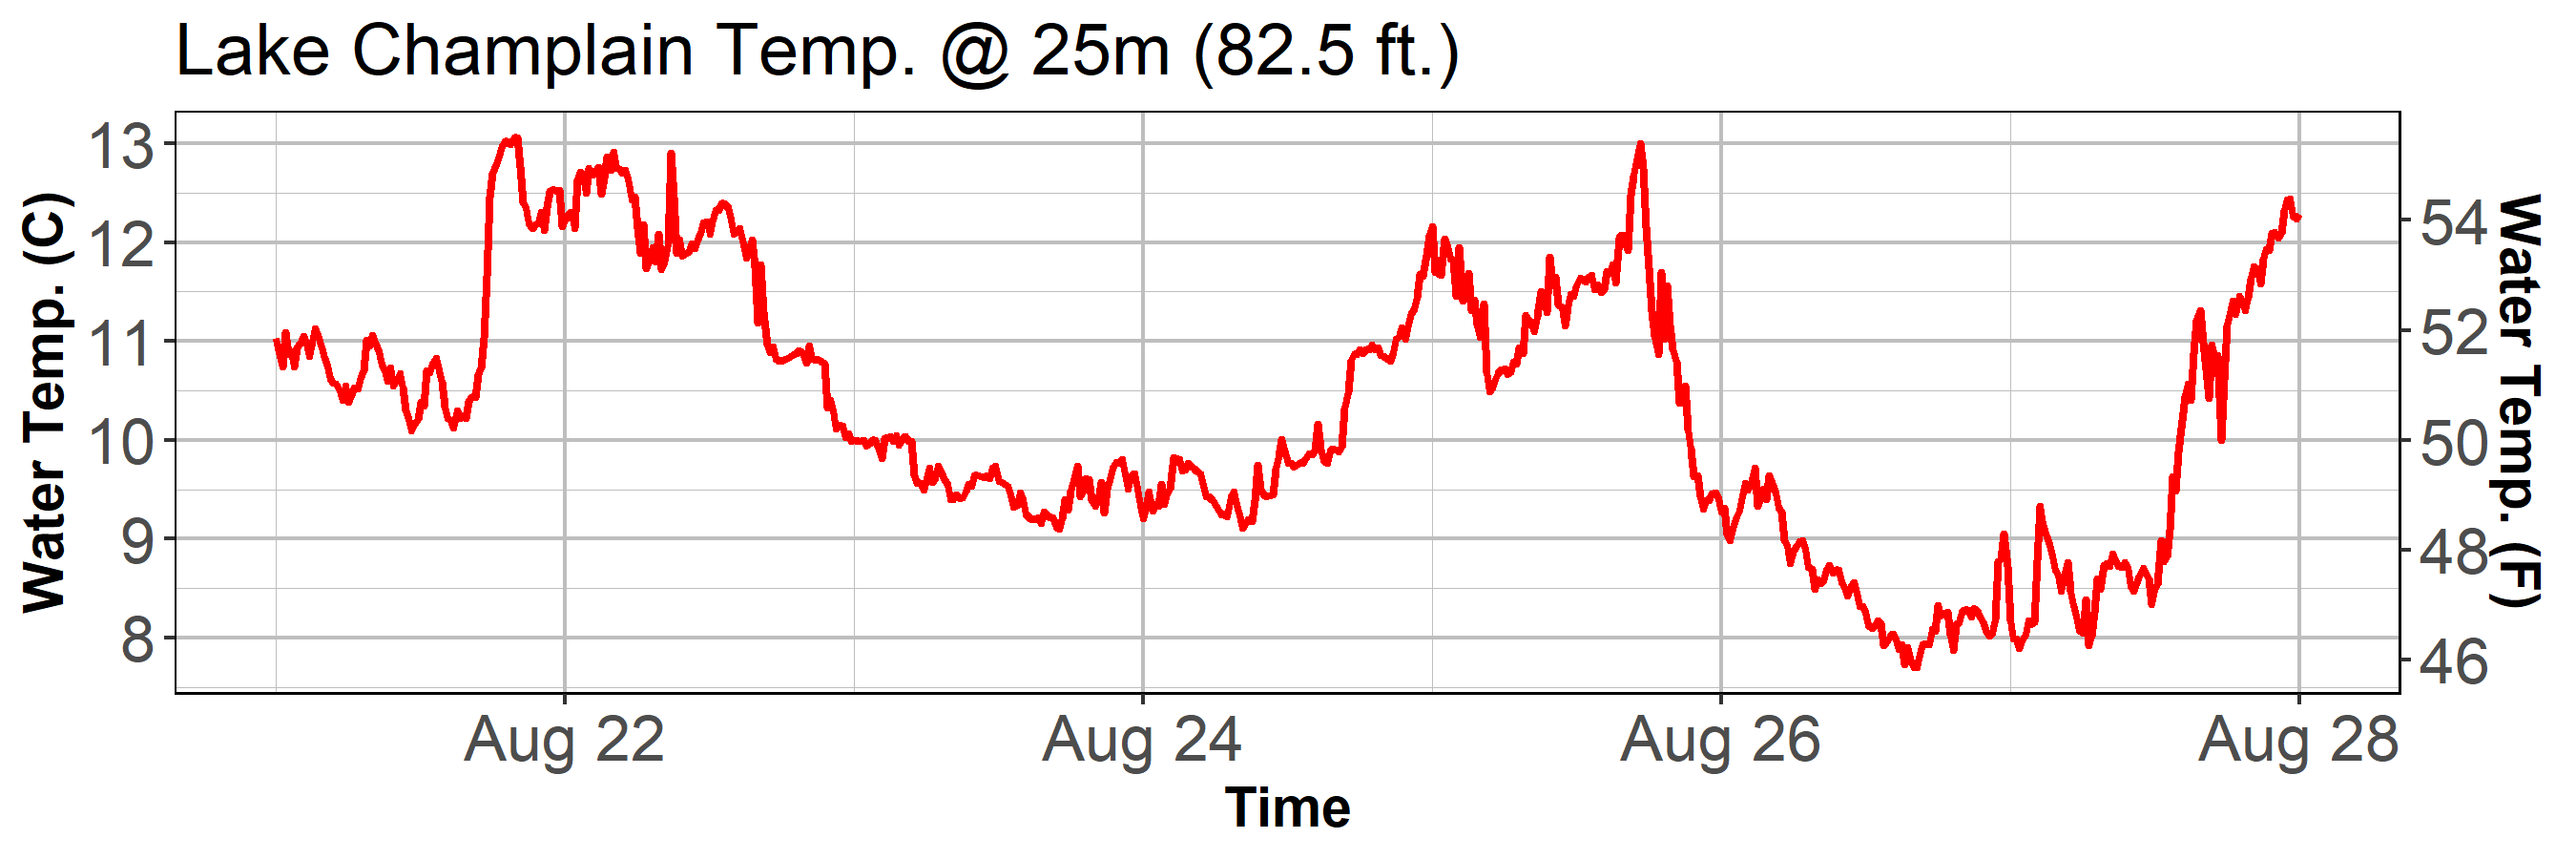 Lake Champlain Temp. @ 25m (82.5 ft.)
Water Temp. (C)
13
12
11
10
9
8
54
52
50
48
46
Water Temp. (F)
Aug 22 Aug 24 Aug 26 Aug 28
Time